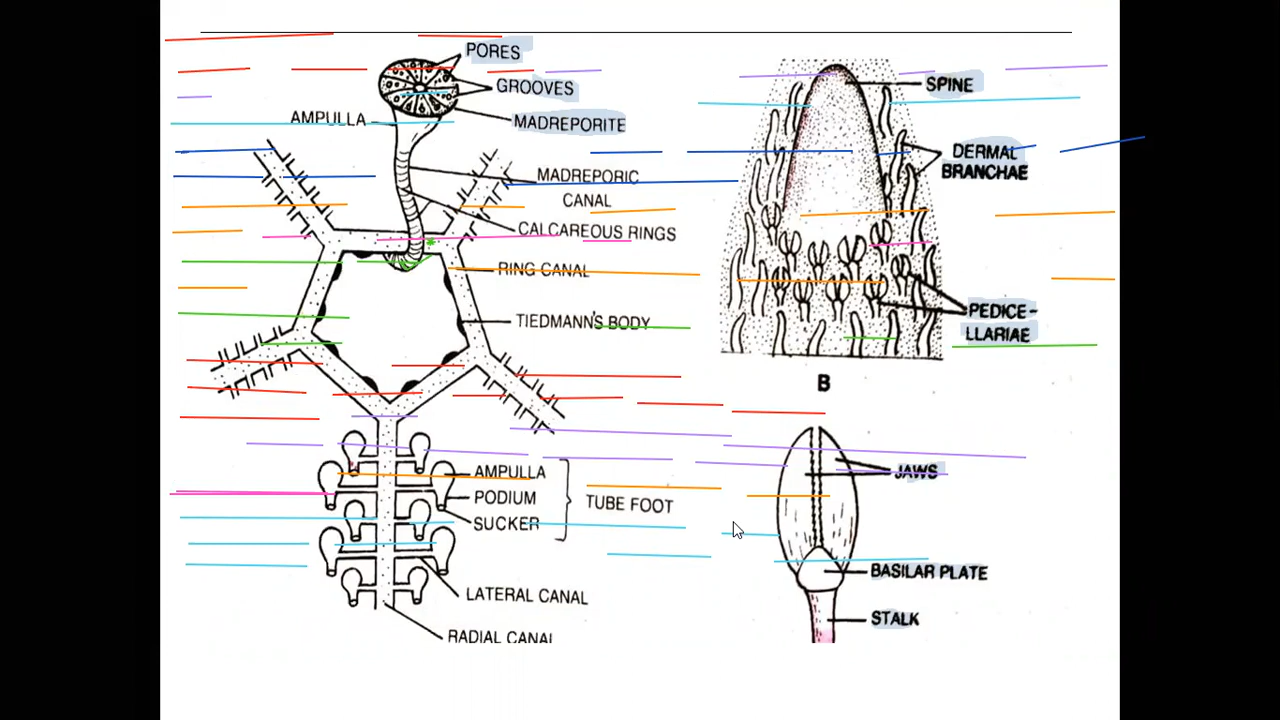 PORES
GROOVES
MADREPORITE
AMPULLA
MADREPORIC
CANAL
CALCAREOUS RINGS
RING CANAL
TIEDMANN'S BODY
AMPULLA
PODIUM
SUCKER
TUBE FOOT
LATERAL CANAL
RADIAL CANAL
SPINE
DERMAL
BRANCHAE
PEDICE-
LLARIAE
B
JAWS
BASILAR PLATE
STALK